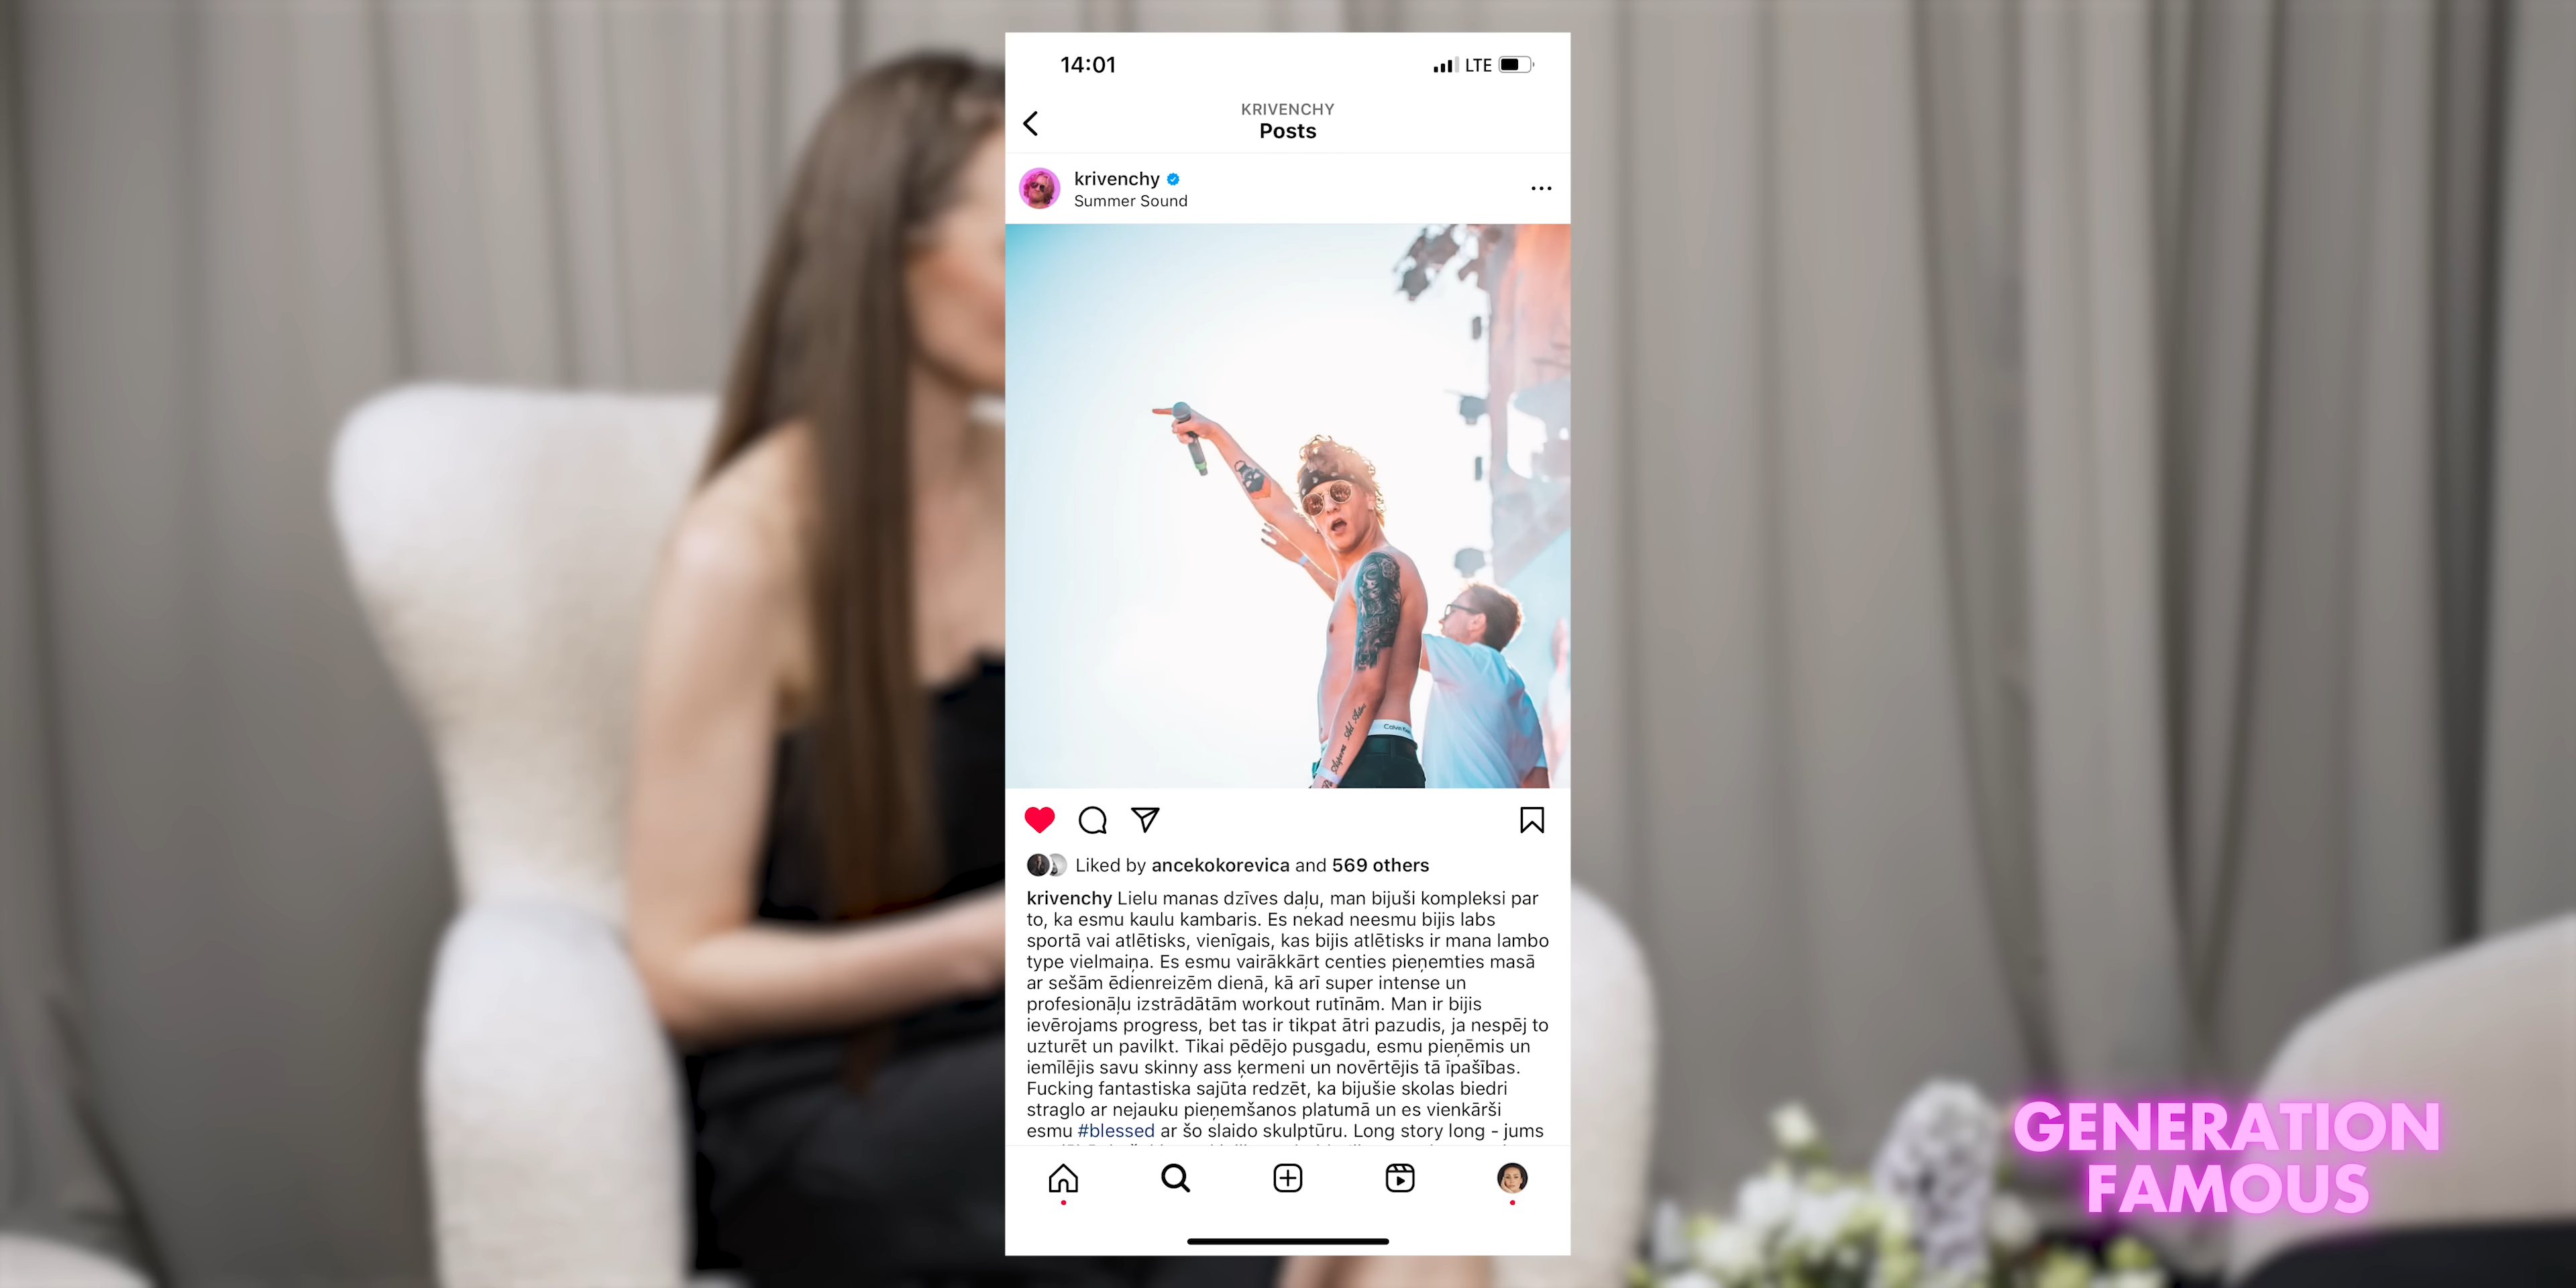 14:01
LTE
KRIVENCHY
Posts
krivenchy
Summer Sound
Calvin
Liked by ancekokorevica and 569 others
krivenchy Lielu manas dzīves daļu, man bijuši kompleksi par
to, ka esmu kaulu kambaris. Es nekad neesmu bijis labs
sportā vai atlētisks, vienīgais, kas bijis atlētisks ir mana lambo
type vielmaiņa. Es esmu vairākkārt centies pieņemties masā
ar sešām ēdienreizēm dienā, kā arī super intense un
profesionāļu izstrādātām workout rutīnām. Man ir bijis
ievērojams progress, bet tas ir tikpat ātri pazudis, ja nespēj to
uzturēt un pavilkt. Tikai pēdējo pusgadu, esmu pieņēmis un
iemīlējis savu skinny ass ķermeni un novērtējis tā īpašības.
Fucking fantastiska sajūta redzēt, ka bijušie skolas biedri
straglo ar nejauku pieņemšanos platumā un es vienkārši
esmu #blessed ar šo slaido skulptūru. Long story long - jums
GENERATION
FAMOUS